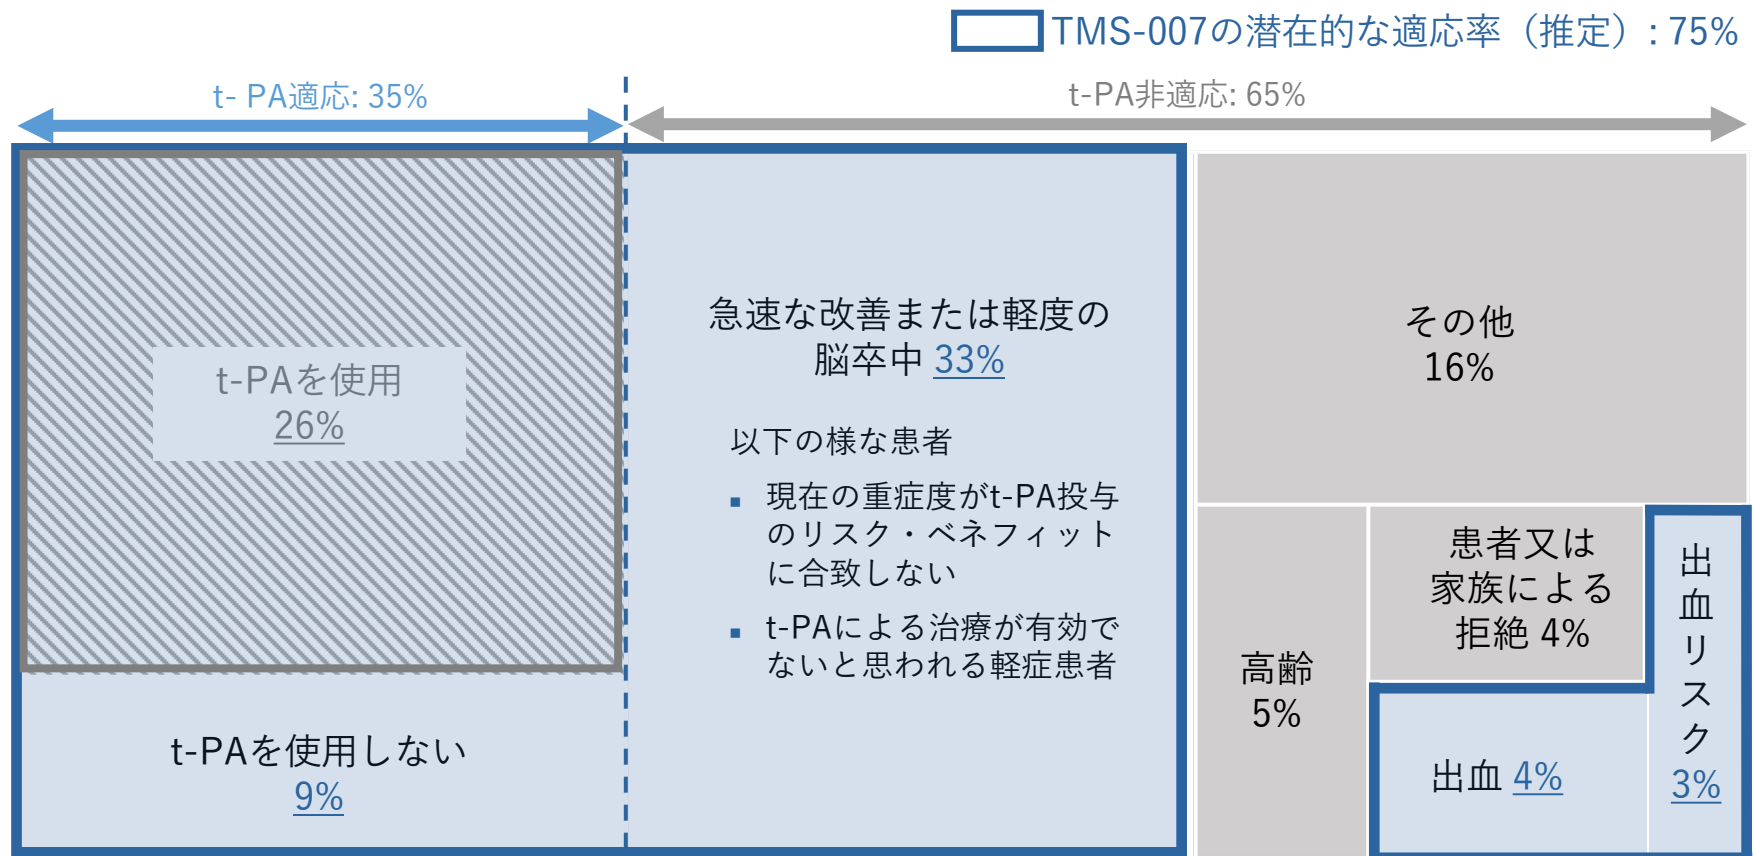 TMS-007の潜在的な適応率（推定）: 75%
t- PA適応: 35%
t-PA非適応: 65%
t-PAを使用
26%
t-PAを使用しない
9%
急速な改善または軽度の
脳卒中 33%
以下の様な患者
▪ 現在の重症度がt-PA投与
のリスク・ベネフィット
に合致しない
▪ t-PAによる治療が有効で
ないと思われる軽症患者
その他
16%
高齢
5%
患者又は
家族による
拒絶 4%
出血 4%
出
血
リ
ス
ク
3%